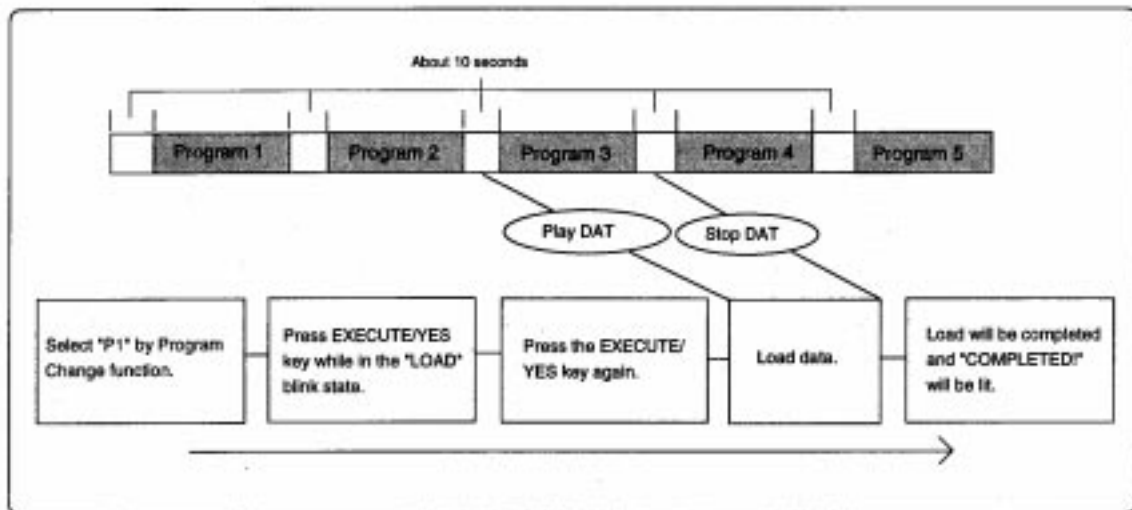 About 10 seconds
Program 1
Program 2
Program 3
Program 4
Program 5
Play DAT
Stop DAT
Select "P1" by Program
Change function.
Press EXECUTE/YES
key while in the "LOAD"
blink state.
Press the EXECUTE/
YES key again.
Load data.
Load will be completed
and "COMPLETED!"
will be lit.